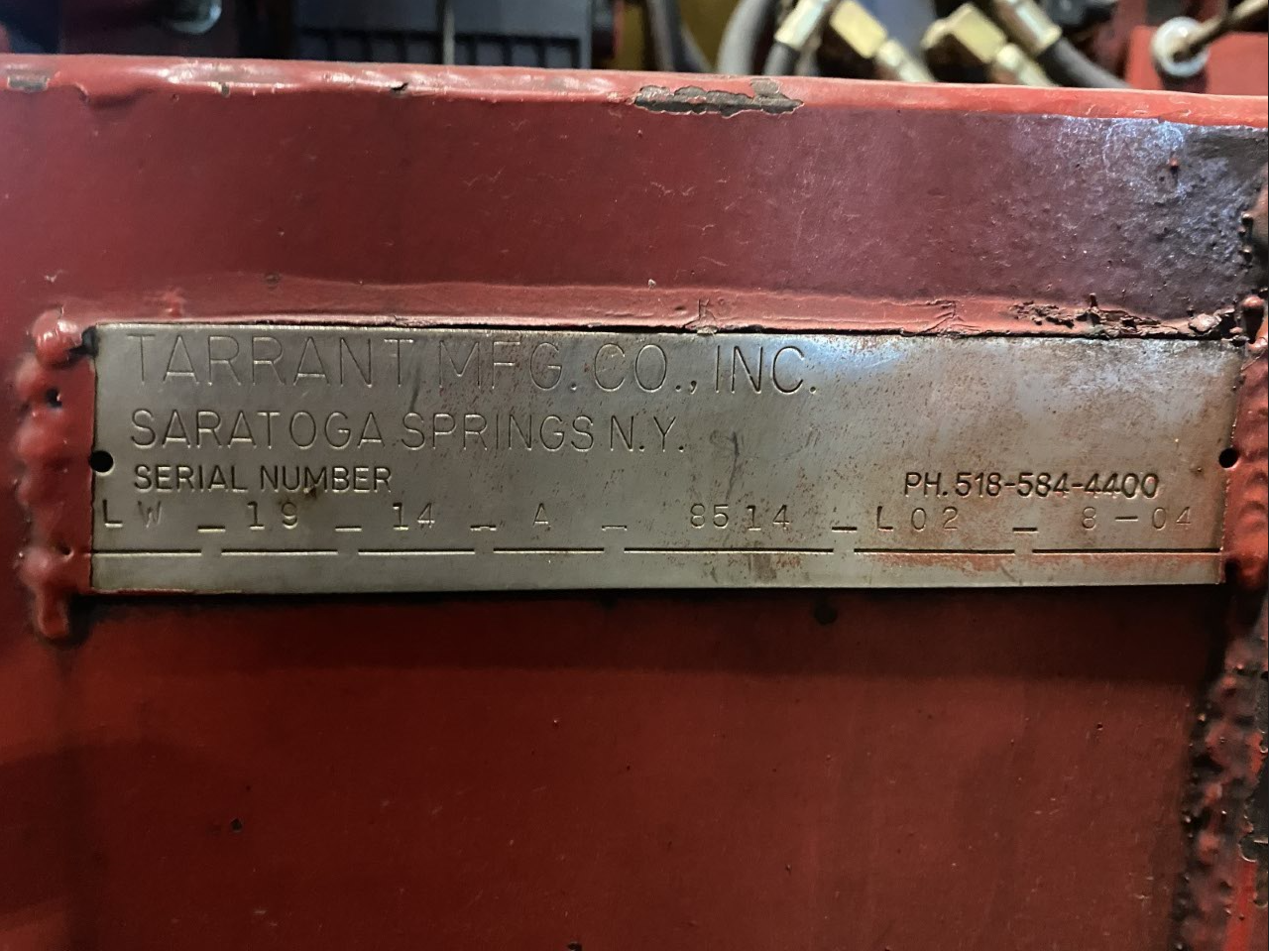 TARRANT MFG. CO., INC.
SARATOGA SPRINGS N.Y.
SERIAL NUMBER PH. 518-584-4400
LW - 19 - 14 - A - 8514 - L02 - 8-04